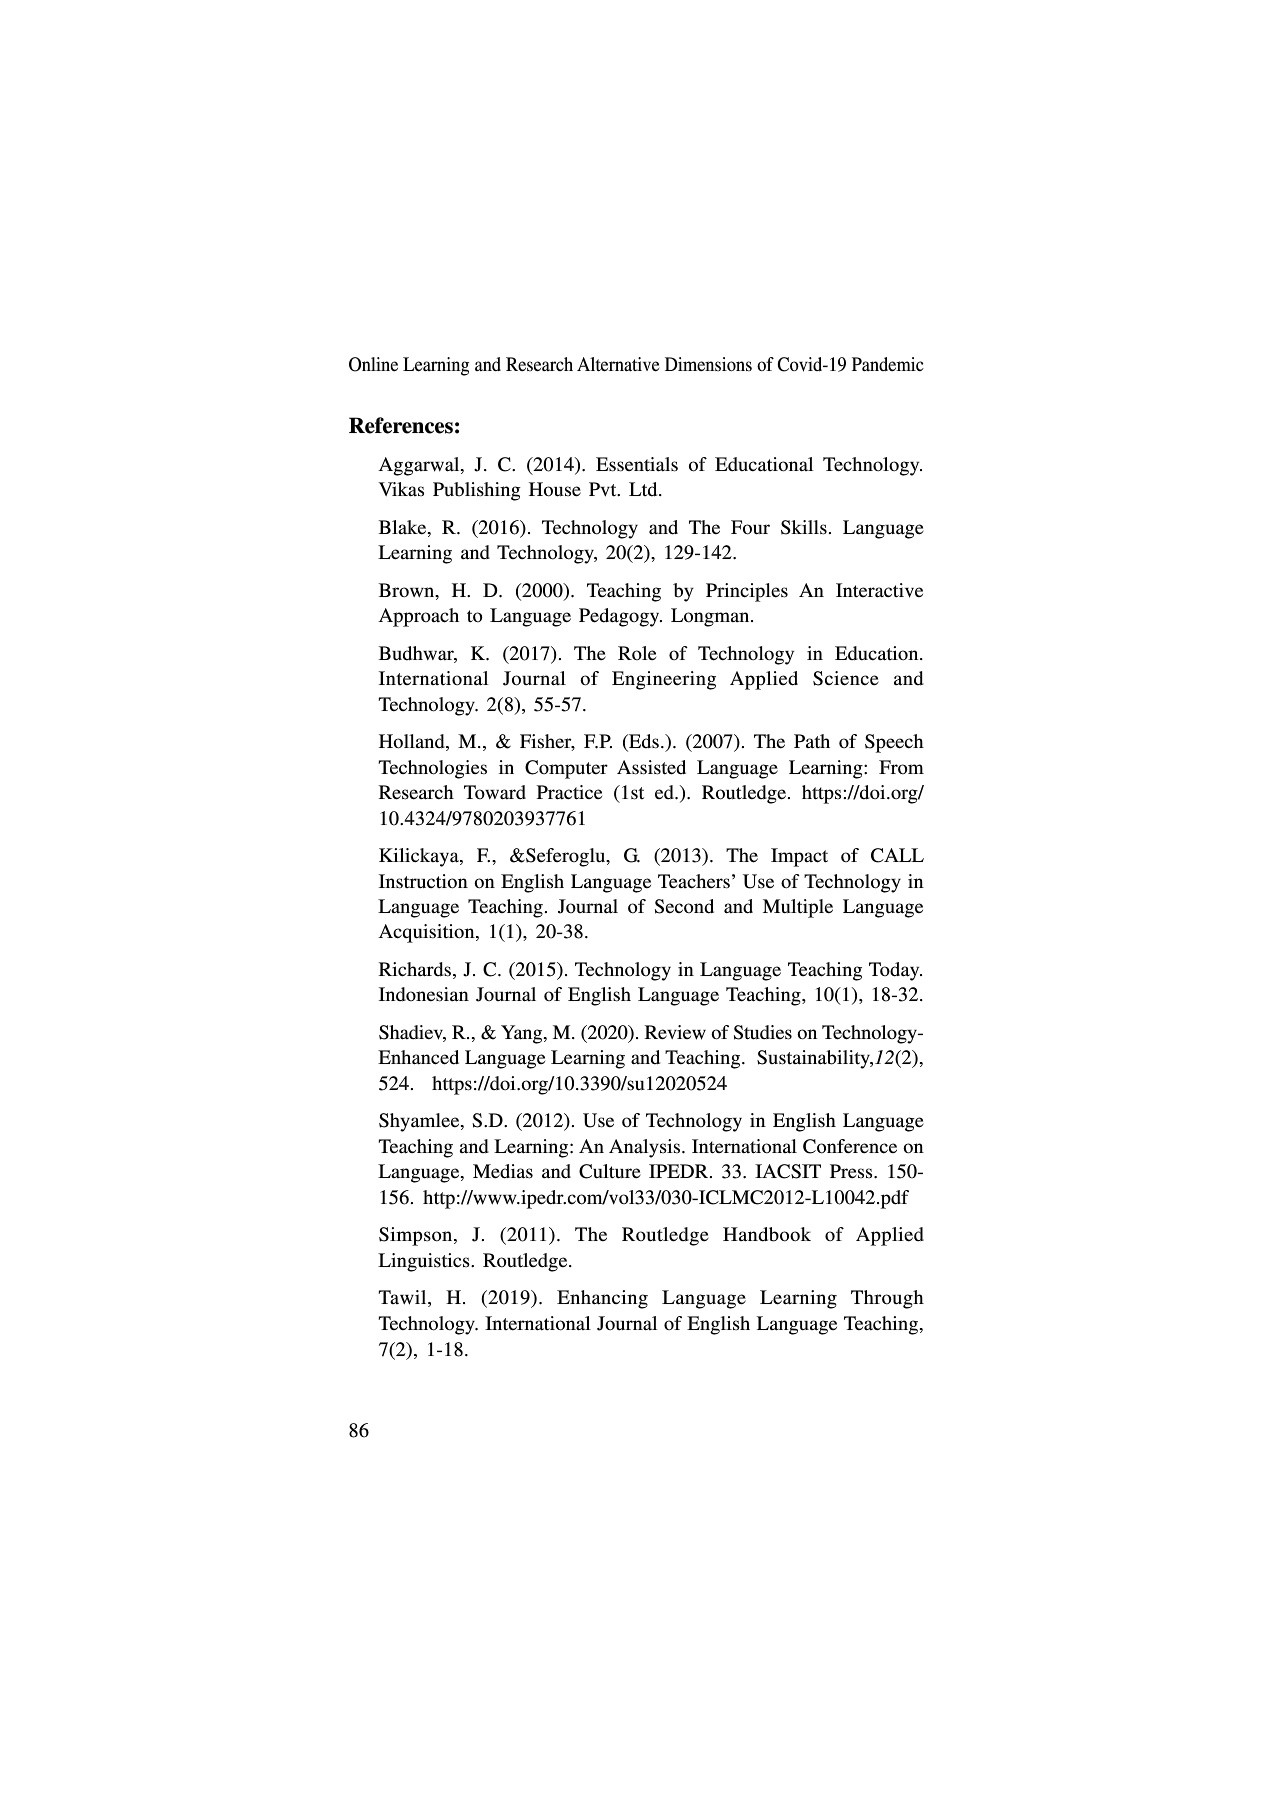 Online Learning and Research Alternative Dimensions of Covid-19 Pandemic
References:
Aggarwal, J. C. (2014). Essentials of Educational Technology.
Vikas Publishing House Pvt. Ltd.
Blake, R. (2016). Technology and The Four Skills. Language
Learning and Technology, 20(2), 129-142.
Brown, H. D. (2000). Teaching by Principles An Interactive
Approach to Language Pedagogy. Longman.
Budhwar, K. (2017). The Role of Technology in Education.
International Journal of Engineering Applied Science and
Technology. 2(8), 55-57.
Holland, M., & Fisher, F.P. (Eds.). (2007). The Path of Speech
Technologies in Computer Assisted Language Learning: From
Research Toward Practice (1st ed.). Routledge. https://doi.org/
10.4324/9780203937761
Kilickaya, F., &Seferoglu, G. (2013). The Impact of CALL
Instruction on English Language Teachers’ Use of Technology in
Language Teaching. Journal of Second and Multiple Language
Acquisition, 1(1), 20-38.
Richards, J. C. (2015). Technology in Language Teaching Today.
Indonesian Journal of English Language Teaching, 10(1), 18-32.
Shadiev, R., & Yang, M. (2020). Review of Studies on Technology-
Enhanced Language Learning and Teaching. Sustainability,12(2),
524. https://doi.org/10.3390/su12020524
Shyamlee, S.D. (2012). Use of Technology in English Language
Teaching and Learning: An Analysis. International Conference on
Language, Medias and Culture IPEDR. 33. IACSIT Press. 150-
156. http://www.ipedr.com/vol33/030-ICLMC2012-L10042.pdf
Simpson, J. (2011). The Routledge Handbook of Applied
Linguistics. Routledge.
Tawil, H. (2019). Enhancing Language Learning Through
Technology. International Journal of English Language Teaching,
7(2), 1-18.
86